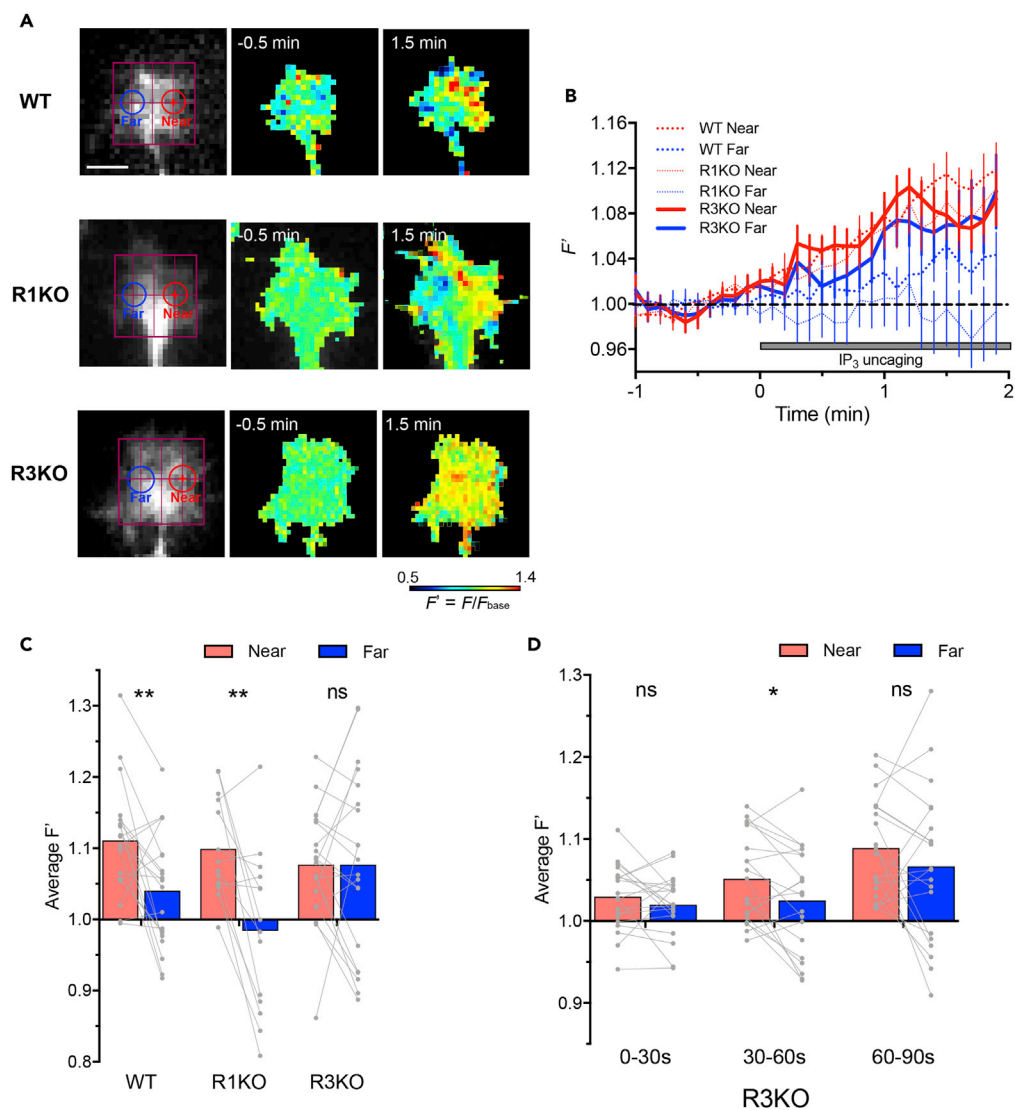 A
WT
Far
Near
-0.5 min
1.5 min
R1KO
Far
Near
-0.5 min
1.5 min
R3KO
Far
Near
-0.5 min
1.5 min
0.5
1.4
F' = F/Fbase
B
1.16
1.12
1.08
1.04
1.00
0.96
F'
WT Near
WT Far
R1KO Near
R1KO Far
R3KO Near
R3KO Far
IP3 uncaging
-1
0
1
2
Time (min)
C
Near
Far
**
**
ns
1.3
1.2
1.1
1.0
0.9
0.8
Average F'
WT
R1KO
R3KO
D
Near
Far
ns
*
ns
1.3
1.2
1.1
1.0
0.9
Average F'
0-30s
30-60s
60-90s
R3KO